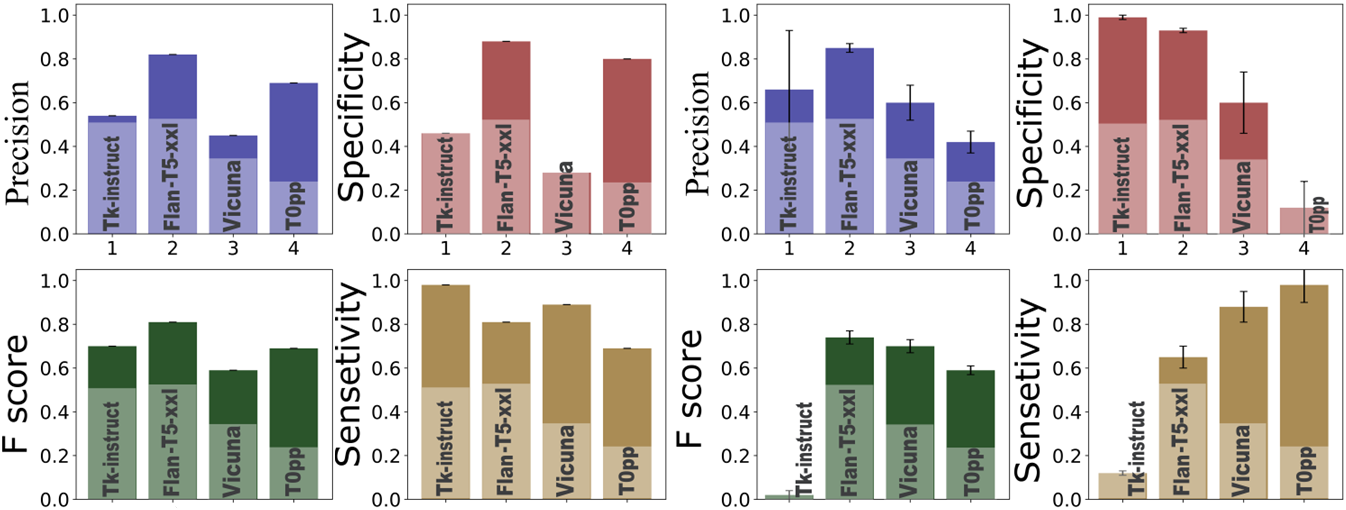 Precision
1.0
0.8
0.6
0.4
0.2
0.0
Tk-instruct
Flan-T5-xxl
Vicuna
T0pp
1 2 3 4
Specificity
1.0
0.8
0.6
0.4
0.2
0.0
Tk-instruct
Flan-T5-xxl
Vicuna
T0pp
1 2 3 4
Precision
1.0
0.8
0.6
0.4
0.2
0.0
Tk-instruct
Flan-T5-xxl
Vicuna
T0pp
1 2 3 4
Specificity
1.0
0.8
0.6
0.4
0.2
0.0
Tk-instruct
Flan-T5-xxl
Vicuna
T0pp
1 2 3 4
F score
1.0
0.8
0.6
0.4
0.2
0.0
Tk-instruct
Flan-T5-xxl
Vicuna
T0pp
Sensetivity
1.0
0.8
0.6
0.4
0.2
0.0
Tk-instruct
Flan-T5-xxl
Vicuna
T0pp
F score
1.0
0.8
0.6
0.4
0.2
0.0
Tk-instruct
Flan-T5-xxl
Vicuna
T0pp
Sensetivity
1.0
0.8
0.6
0.4
0.2
0.0
Tk-instruct
Flan-T5-xxl
Vicuna
T0pp